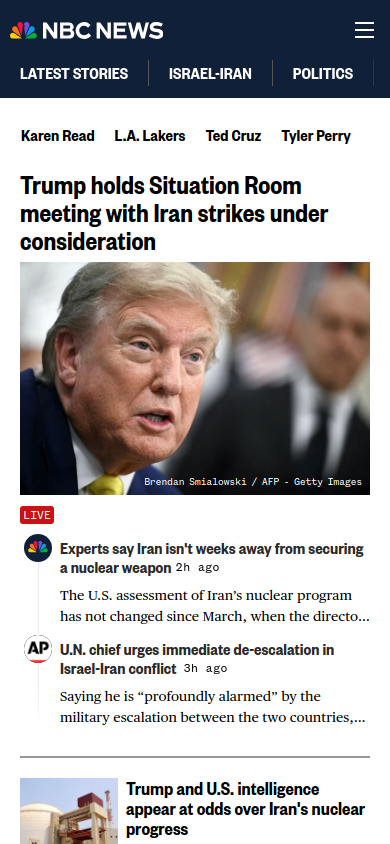 NBC NEWS
LATEST STORIES
ISRAEL-IRAN
POLITICS
Karen Read
L.A. Lakers
Ted Cruz
Tyler Perry
Trump holds Situation Room
meeting with Iran strikes under
consideration
Brendan Smialowski / AFP - Getty Images
LIVE
Experts say Iran isn't weeks away from securing
a nuclear weapon 2h ago
The U.S. assessment of Iran’s nuclear program
has not changed since March, when the directo...
AP
U.N. chief urges immediate de-escalation in
Israel-Iran conflict 3h ago
Saying he is “profoundly alarmed” by the
military escalation between the two countries,...
Trump and U.S. intelligence
appear at odds over Iran's nuclear
progress